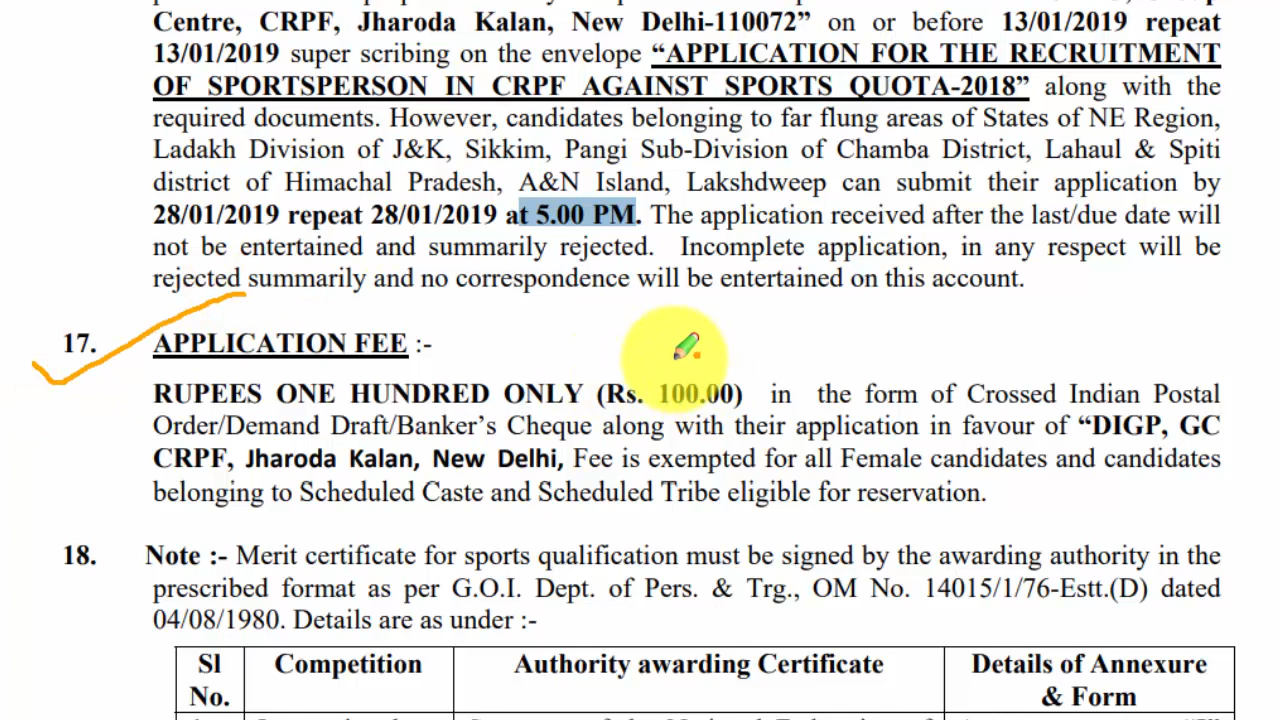 Centre, CRPF, Jharoda Kalan, New Delhi-110072” on or before 13/01/2019 repeat
13/01/2019 super scribing on the envelope “APPLICATION FOR THE RECRUITMENT
OF SPORTSPERSON IN CRPF AGAINST SPORTS QUOTA-2018” along with the
required documents. However, candidates belonging to far flung areas of States of NE Region,
Ladakh Division of J&K, Sikkim, Pangi Sub-Division of Chamba District, Lahaul & Spiti
district of Himachal Pradesh, A&N Island, Lakshdweep can submit their application by
28/01/2019 repeat 28/01/2019 at 5.00 PM. The application received after the last/due date will
not be entertained and summarily rejected. Incomplete application, in any respect will be
rejected summarily and no correspondence will be entertained on this account.
17. APPLICATION FEE :-
RUPEES ONE HUNDRED ONLY (Rs. 100.00) in the form of Crossed Indian Postal
Order/Demand Draft/Banker’s Cheque along with their application in favour of “DIGP, GC
CRPF, Jharoda Kalan, New Delhi, Fee is exempted for all Female candidates and candidates
belonging to Scheduled Caste and Scheduled Tribe eligible for reservation.
18. Note :- Merit certificate for sports qualification must be signed by the awarding authority in the
prescribed format as per G.O.I. Dept. of Pers. & Trg., OM No. 14015/1/76-Estt.(D) dated
04/08/1980. Details are as under :-
Sl Competition Authority awarding Certificate Details of Annexure
No. & Form